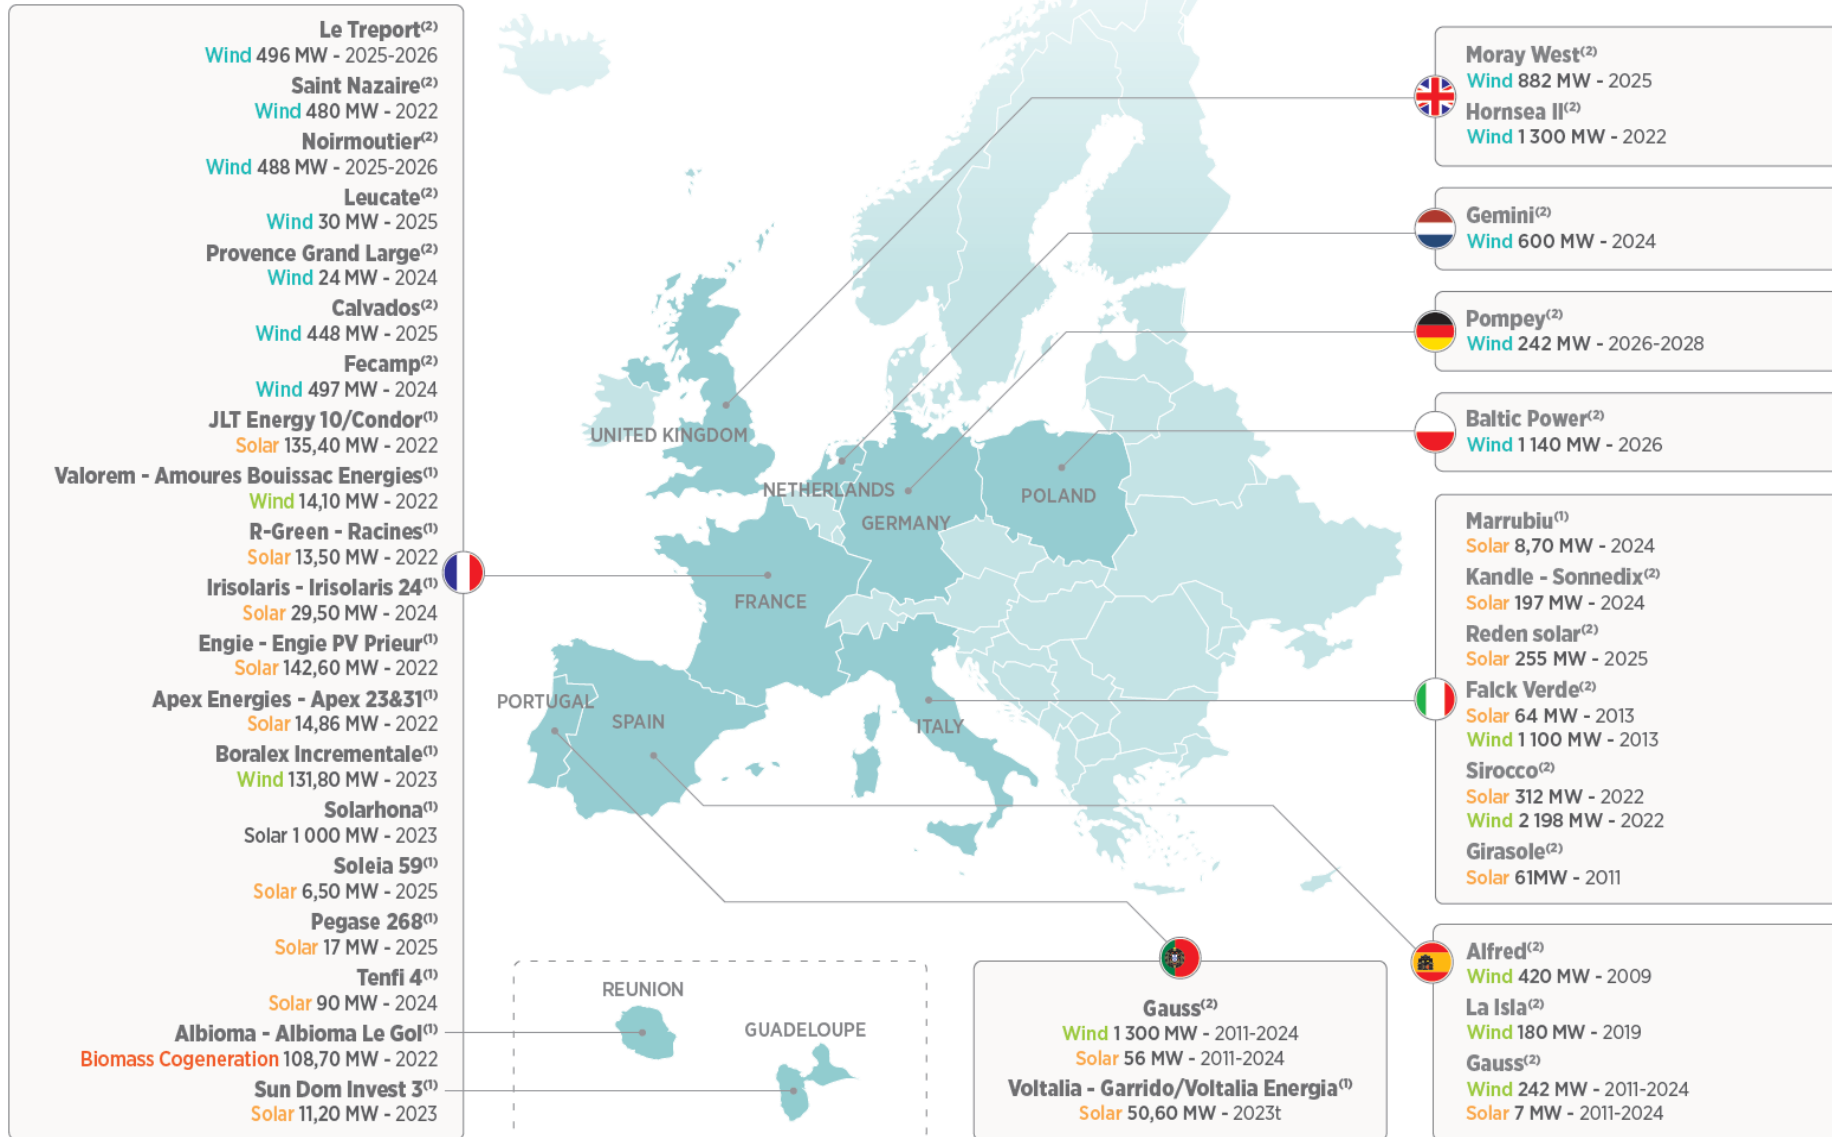 Le Treport(2)
Wind 496 MW - 2025-2026
Saint Nazaire(2)
Wind 480 MW - 2022
Noirmoutier(2)
Wind 488 MW - 2025-2026
Leucate(2)
Wind 30 MW - 2025
Provence Grand Large(2)
Wind 24 MW - 2024
Calvados(2)
Wind 448 MW - 2025
Fecamp(2)
Wind 497 MW - 2024
JLT Energy 10/Condor(1)
Solar 135,40 MW - 2022
Valorem - Amoures Bouissac Energies(1)
Wind 14,10 MW - 2022
R-Green - Racines(1)
Solar 13,50 MW - 2022
Irisolaris - Irisolaris 24(1)
Solar 29,50 MW - 2024
Engie - Engie PV Prieur(1)
Solar 142,60 MW - 2022
Apex Energies - Apex 23&31(1)
Solar 14,86 MW - 2022
Boralex Incrementale(1)
Wind 131,80 MW - 2023
Solarhona(1)
Solar 1 000 MW - 2023
Soleia 59(1)
Solar 6,50 MW - 2025
Pegase 268(1)
Solar 17 MW - 2025
Tenfi 4(1)
Solar 90 MW - 2024
Albioma - Albioma Le Gol(1)
Biomass Cogeneration 108,70 MW - 2022
Sun Dom Invest 3(1)
Solar 11,20 MW - 2023
UNITED KINGDOM
NETHERLANDS
GERMANY
POLAND
FRANCE
PORTUGAL
SPAIN
ITALY
REUNION
GUADELOUPE
Moray West(2)
Wind 882 MW - 2025
Hornsea II(2)
Wind 1 300 MW - 2022
Gemini(2)
Wind 600 MW - 2024
Pompey(2)
Wind 242 MW - 2026-2028
Baltic Power(2)
Wind 1 140 MW - 2026
Marrubiu(1)
Solar 8,70 MW - 2024
Kandle - Sonnedix(2)
Solar 197 MW - 2024
Reden solar(2)
Solar 255 MW - 2025
Falck Verde(2)
Solar 64 MW - 2013
Wind 1 100 MW - 2013
Sirocco(2)
Solar 312 MW - 2022
Wind 2 198 MW - 2022
Girasole(2)
Solar 61MW - 2011
Gauss(2)
Wind 1 300 MW - 2011-2024
Solar 56 MW - 2011-2024
Voltalia - Garrido/Voltalia Energia(1)
Solar 50,60 MW - 2023t
Alfred(2)
Wind 420 MW - 2009
La Isla(2)
Wind 180 MW - 2019
Gauss(2)
Wind 242 MW - 2011-2024
Solar 7 MW - 2011-2024